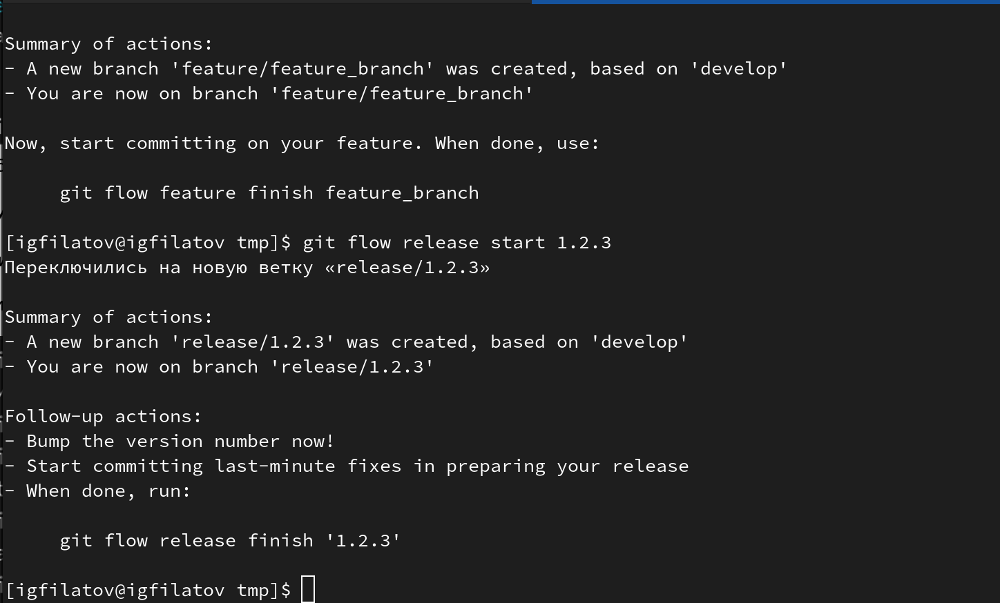 Summary of actions:
- A new branch 'feature/feature_branch' was created, based on 'develop'
- You are now on branch 'feature/feature_branch'
Now, start committing on your feature. When done, use:
git flow feature finish feature_branch
[igfilatov@igfilatov tmp]$ git flow release start 1.2.3
Переключились на новую ветку «release/1.2.3»
Summary of actions:
- A new branch 'release/1.2.3' was created, based on 'develop'
- You are now on branch 'release/1.2.3'
Follow-up actions:
- Bump the version number now!
- Start committing last-minute fixes in preparing your release
- When done, run:
git flow release finish '1.2.3'
[igfilatov@igfilatov tmp]$